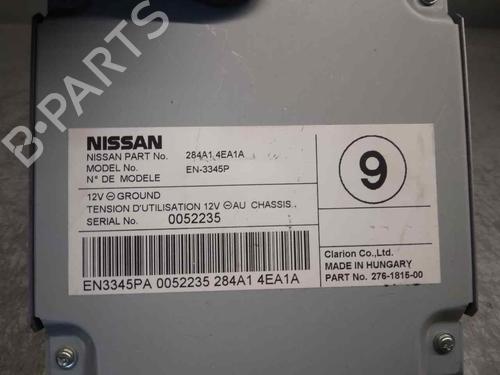 NISSAN
NISSAN PART No. 284A1 4EA1A
MODEL No. EN-3345P
N° DE MODELE
12V ⊖ GROUND
TENSION D'UTILISATION 12V ⊖ AU CHASSIS.
SERIAL No. 0052235
EN3345PA 0052235 284A1 4EA1A
9
Clarion Co., Ltd.
MADE IN HUNGARY
PART No. 276-1815-00
B-PARTS